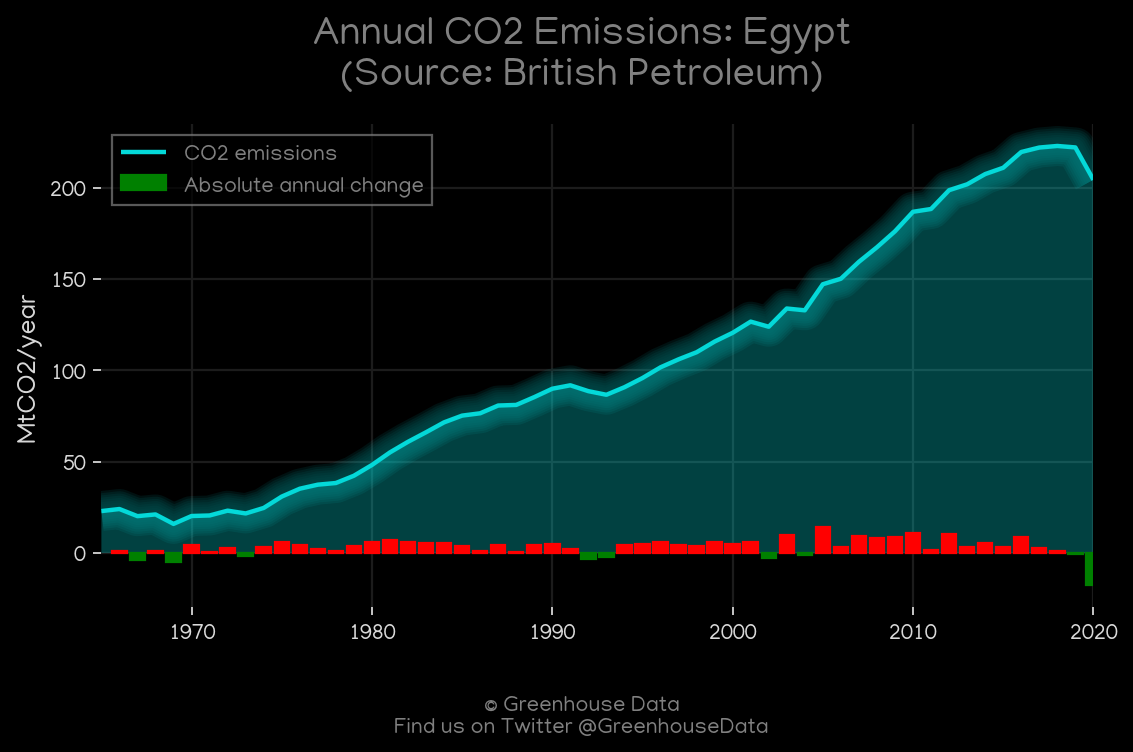 Annual CO2 Emissions: Egypt
(Source: British Petroleum)
CO2 emissions
Absolute annual change
MtCO2/year
200
150
100
50
0
1970 1980 1990 2000 2010 2020
© Greenhouse Data
Find us on Twitter @GreenhouseData